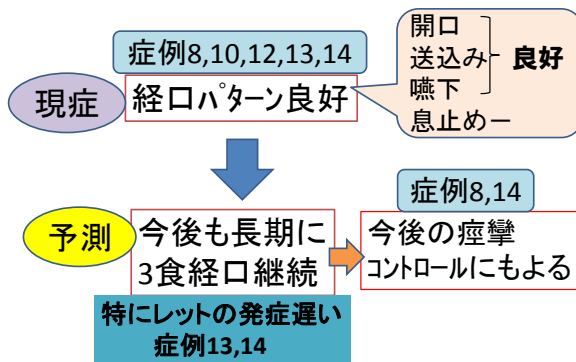 症例8,10,12,13,14
現症
経口パターン良好
開口
送込み
嚥下
良好
息止めー
予測
今後も長期に
3食経口継続
特にレットの発症遅い
症例13,14
症例8,14
今後の痙攣
コントロールにもよる